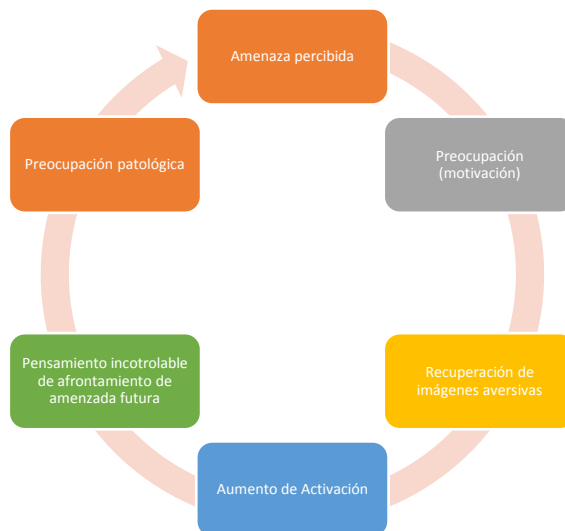 Amenaza percibida
Preocupación
(motivación)
Recuperación de
imágenes aversivas
Aumento de Activación
Pensamiento incotrolable
de afrontamiento de
amenzada futura
Preocupación patológica